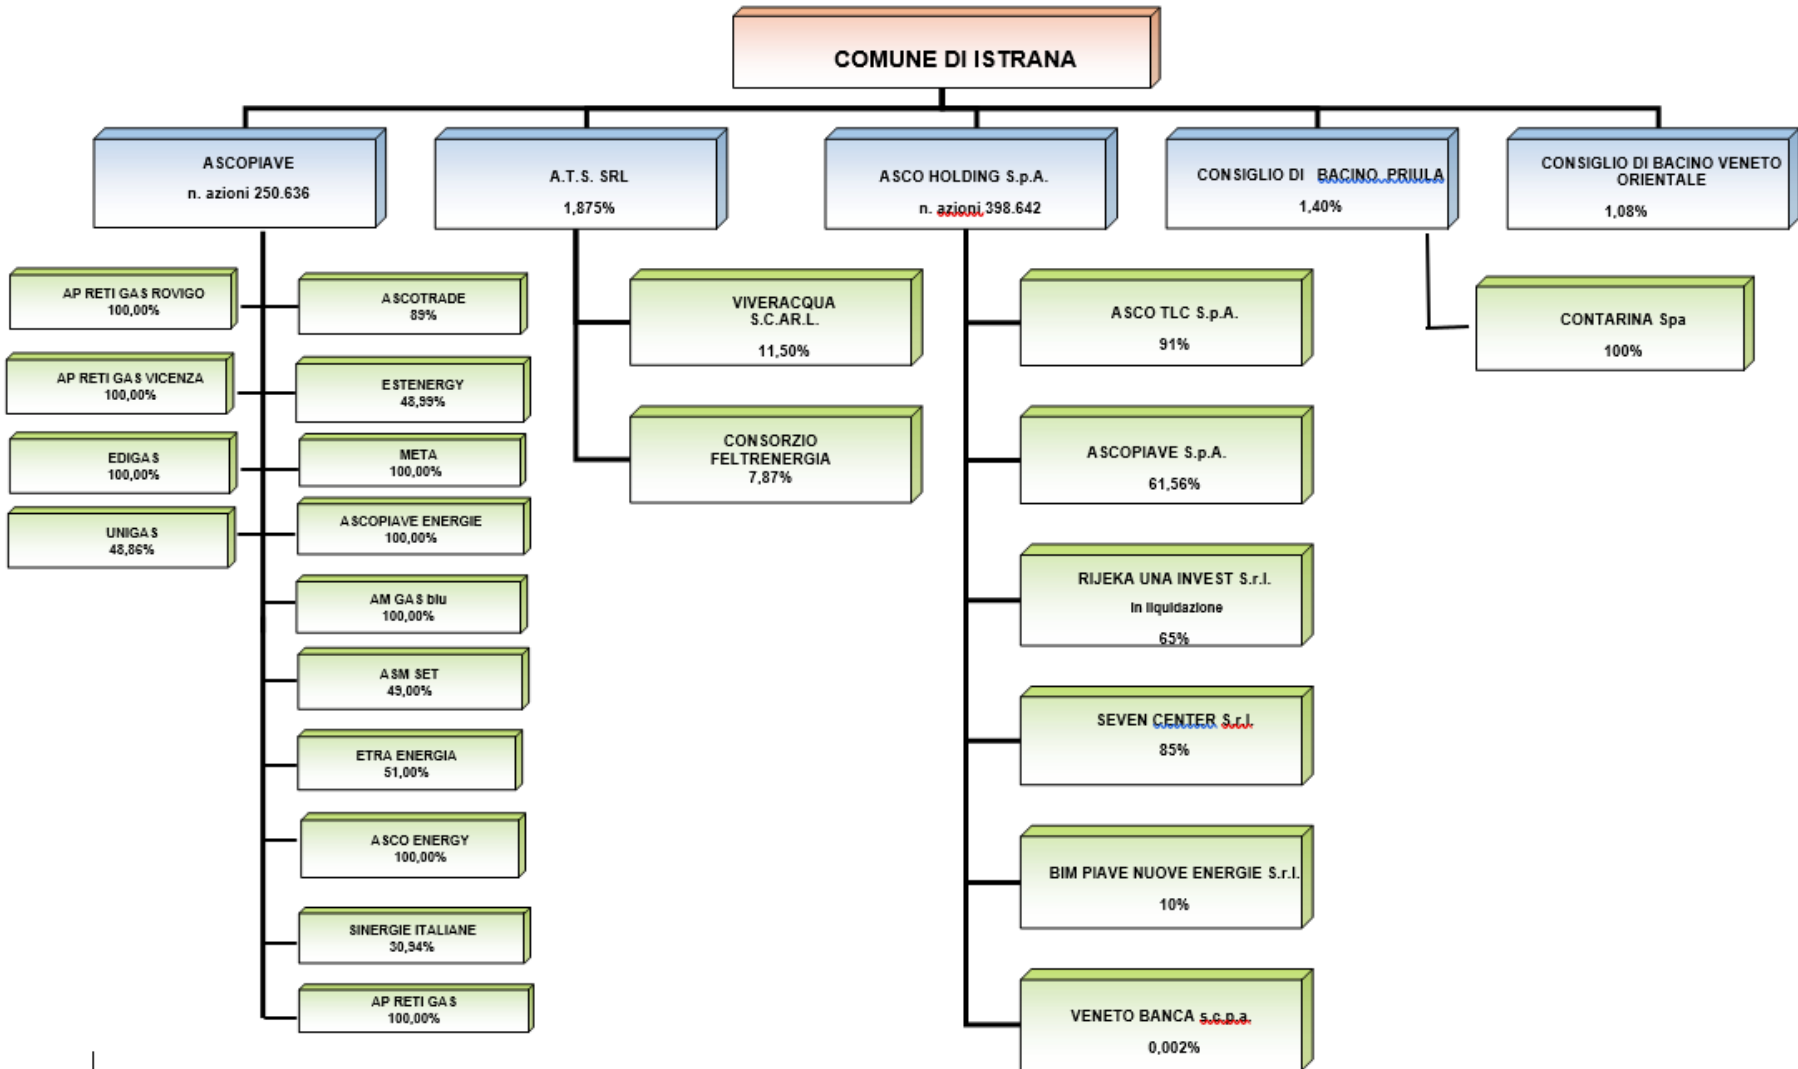 COMUNE DI ISTRANA
ASCOPIAVE
n. azioni 250.636
A.T.S. SRL
1,875%
ASCO HOLDING S.p.A.
n. azioni 398.642
CONSIGLIO DI BACINO PRIULA
1,40%
CONSIGLIO DI BACINO VENETO
ORIENTALE
1,08%
AP RETI GAS ROVIGO
100,00%
AP RETI GAS VICENZA
100,00%
EDIGAS
100,00%
UNIGAS
48,86%
ASCOTRADE
89%
ESTENERGY
48,99%
META
100,00%
ASCOPIAVE ENERGIE
100,00%
AM GAS blu
100,00%
ASM SET
49,00%
ETRA ENERGIA
51,00%
ASCO ENERGY
100,00%
SINERGIE ITALIANE
30,94%
AP RETI GAS
100,00%
VIVERACQUA
S.C.AR.L.
11,50%
CONSORZIO
FELTRENERGIA
7,87%
ASCO TLC S.p.A.
91%
ASCOPIAVE S.p.A.
61,56%
RIJEKA UNA INVEST S.r.l.
In liquidazione
65%
SEVEN CENTER S.r.l.
85%
BIM PIAVE NUOVE ENERGIE S.r.l.
10%
VENETO BANCA s.c.p.a.
0,002%
CONTARINA Spa
100%